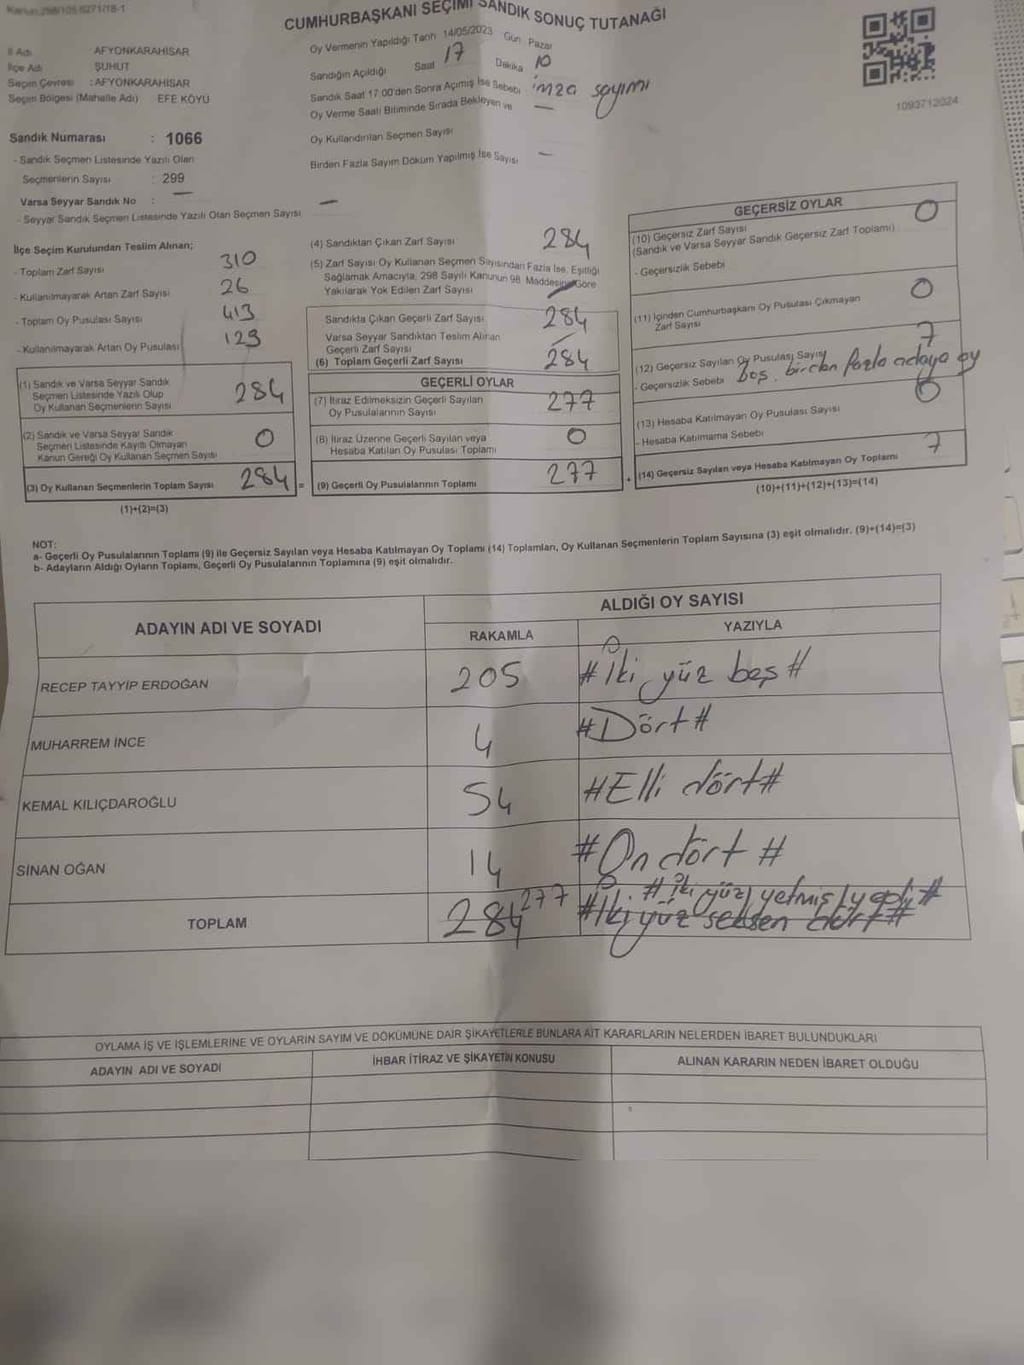 CUMHURBAŞKANI SEÇİMİ SANDIK SONUÇ TUTANAĞI
İl Adı AFYONKARAHİSAR
İlçe Adı ŞUHUT
Seçim Çevresi : AFYONKARAHİSAR
Seçim Bölgesi (Mahalle Adı) EFE KÖYÜ
Sandık Numarası : 1066
- Sandık Seçmen Listesinde Yazılı Olan
Seçmenlerin Sayısı : 299
Varsa Seyyar Sandık No : —
- Seyyar Sandık Seçmen Listesinde Yazılı Olan Seçmen Sayısı —
Oy Vermenin Yapıldığı Tarih 14/05/2023 Gün Pazar
Sandığın Açıldığı Saat 17 Dakika 10
Sandık Saat 17:00'den Sonra Açımış İse Sebebi imza sayımı
Oy Verme Saati Bitiminde Sırada Bekleyen ve —
Oy Kullandırılan Seçmen Sayısı
Birden Fazla Sayım Döküm Yapılmış İse Sayısı —
1093712024
İlçe Seçim Kurulundan Teslim Alınan;
- Toplam Zarf Sayısı 310
- Kullanılmayarak Artan Zarf Sayısı 26
- Toplam Oy Pusulası Sayısı 413
- Kullanılmayarak Artan Oy Pusulası 129
(1) Sandık ve Varsa Seyyar Sandık
Seçmen Listesinde Yazılı Olup
Oy Kullanan Seçmenlerin Sayısı 284
(2) Sandık ve Varsa Seyyar Sandık
Seçmen Listesinde Kayıtlı Olmayan
Kanun Gereği Oy Kullanan Seçmen Sayısı 0
(3) Oy Kullanan Seçmenlerin Toplam Sayısı 284 =
(1)+(2)=(3)
(4) Sandıktan Çıkan Zarf Sayısı 284
(5) Zarf Sayısı Oy Kullanan Seçmen Sayısından Fazla İse, Eşitliği
Sağlamak Amacıyla, 298 Sayılı Kanunun 98. Maddesine Göre
Yakılarak Yok Edilen Zarf Sayısı
Sandıkta Çıkan Geçerli Zarf Sayısı 284
Varsa Seyyar Sandıktan Teslim Alınan
Geçerli Zarf Sayısı
(6) Toplam Geçerli Zarf Sayısı 284
GEÇERLİ OYLAR
(7) İtiraz Edilmeksizin Geçerli Sayılan
Oy Pusulalarının Sayısı 277
(8) İtiraz Üzerine Geçerli Sayılan veya
Hesaba Katılan Oy Pusulası Toplamı 0
(9) Geçerli Oy Pusulalarının Toplamı 277 +
GEÇERSİZ OYLAR
(10) Geçersiz Zarf Sayısı 0
(Sandık ve Varsa Seyyar Sandık Geçersiz Zarf Toplamı)
- Geçersizlik Sebebi
(11) İçinden Cumhurbaşkanı Oy Pusulası Çıkmayan 0
Zarf Sayısı
(12) Geçersiz Sayılan Oy Pusulası Sayısı 7
- Geçersizlik Sebebi boş, birden fazla adaya oy
(13) Hesaba Katılmayan Oy Pusulası Sayısı 0
- Hesaba Katılmama Sebebi
(14) Geçersiz Sayılan veya Hesaba Katılmayan Oy Toplamı 7
(10)+(11)+(12)+(13)=(14)
NOT:
a- Geçerli Oy Pusulalarının Toplamı (9) ile Geçersiz Sayılan veya Hesaba Katılmayan Oy Toplamı (14) Toplamları, Oy Kullanan Seçmenlerin Toplam Sayısına (3) eşit olmalıdır. (9)+(14)=(3)
b- Adayların Aldığı Oyların Toplamı, Geçerli Oy Pusulalarının Toplamına (9) eşit olmalıdır.
ADAYIN ADI VE SOYADI
ALDIĞI OY SAYISI
RAKAMLA YAZIYLA
RECEP TAYYİP ERDOĞAN 205 # İki yüz beş #
MUHARREM İNCE 4 # Dört #
KEMAL KILIÇDAROĞLU 54 # Elli dört #
SİNAN OĞAN 14 # On dört #
277 # İki yüz yetmiş yedi #
TOPLAM 284 # İki yüz seksen dört #
OYLAMA İŞ VE İŞLEMLERİNE VE OYLARIN SAYIM VE DÖKÜMÜNE DAİR ŞİKAYETLERLE BUNLARA AİT KARARLARIN NELERDEN İBARET BULUNDUKLARI
ADAYIN ADI VE SOYADI İHBAR İTİRAZ VE ŞİKAYETİN KONUSU ALINAN KARARIN NEDEN İBARET OLDUĞU